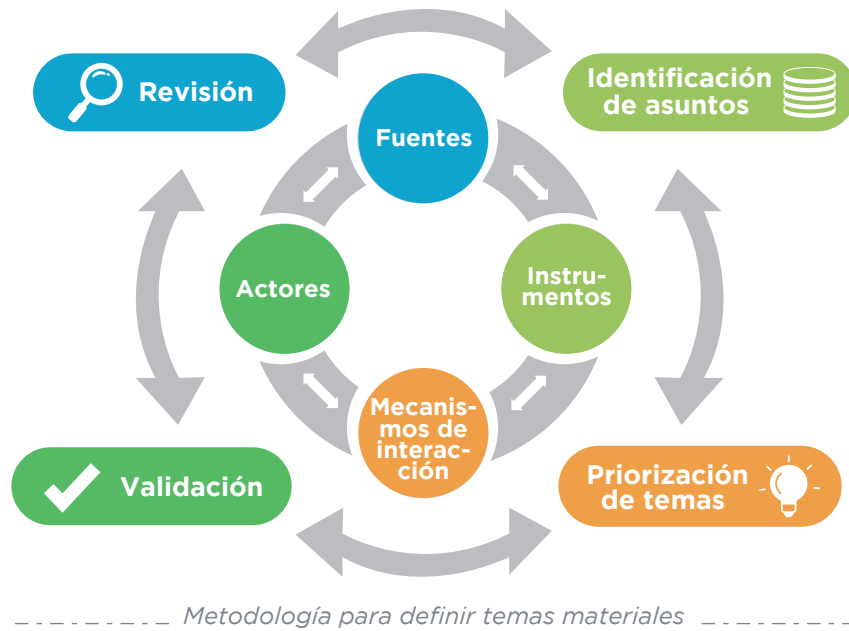 Revisión
Identificación
de asuntos
Fuentes
Actores
Instru-
mentos
Mecanis-
mos de
interac-
ción
Validación
Priorización
de temas
Metodología para definir temas materiales